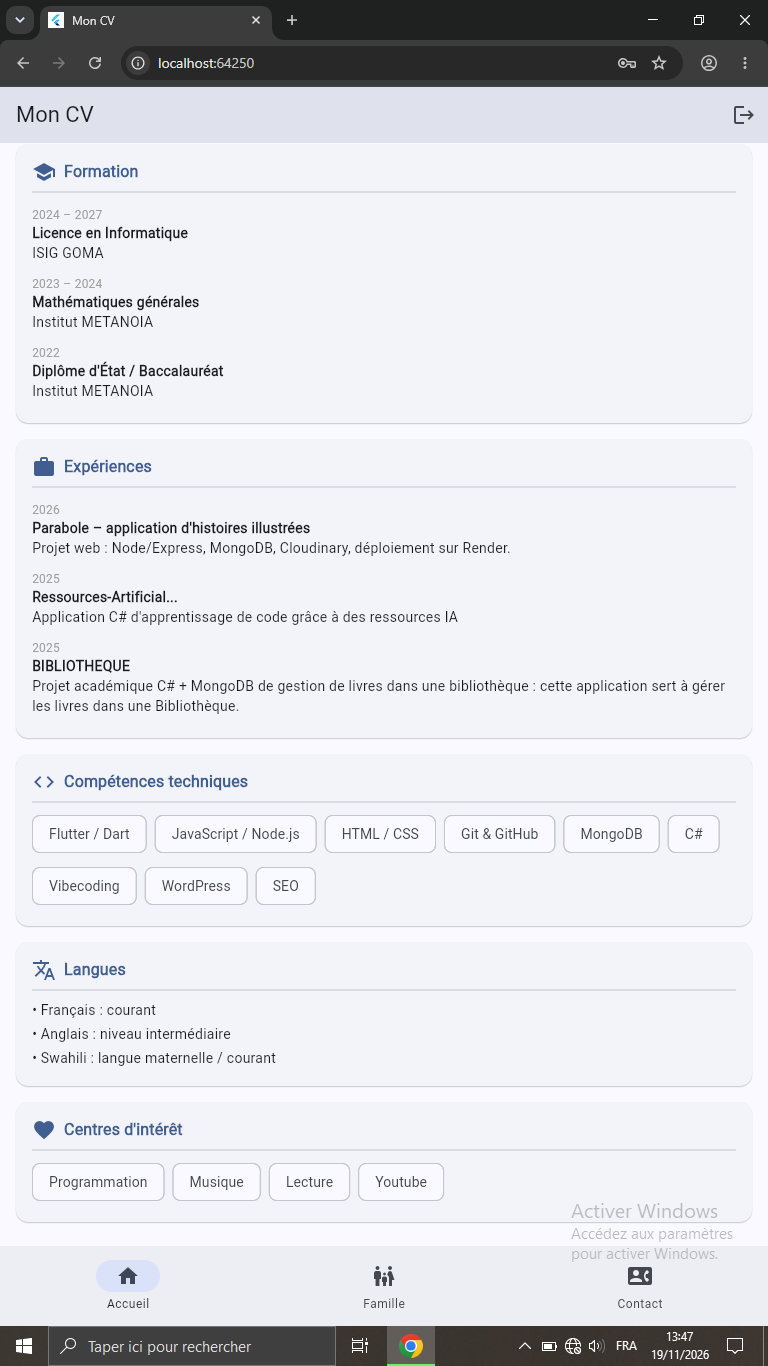 Mon CV
localhost:64250
Mon CV
Formation
2024 – 2027
Licence en Informatique
ISIG GOMA
2023 – 2024
Mathématiques générales
Institut METANOIA
2022
Diplôme d'État / Baccalauréat
Institut METANOIA
Expériences
2026
Parabole – application d'histoires illustrées
Projet web : Node/Express, MongoDB, Cloudinary, déploiement sur Render.
2025
Ressources-Artificial...
Application C# d'apprentissage de code grâce à des ressources IA
2025
BIBLIOTHEQUE
Projet académique C# + MongoDB de gestion de livres dans une bibliothèque : cette application sert à gérer
les livres dans une Bibliothèque.
Compétences techniques
Flutter / Dart JavaScript / Node.js HTML / CSS Git & GitHub MongoDB C#
Vibecoding WordPress SEO
Langues
• Français : courant
• Anglais : niveau intermédiaire
• Swahili : langue maternelle / courant
Centres d'intérêt
Programmation Musique Lecture Youtube
Activer Windows
Accédez aux paramètres
pour activer Windows.
Accueil Famille Contact
Taper ici pour rechercher
FRA
13:47
19/11/2026